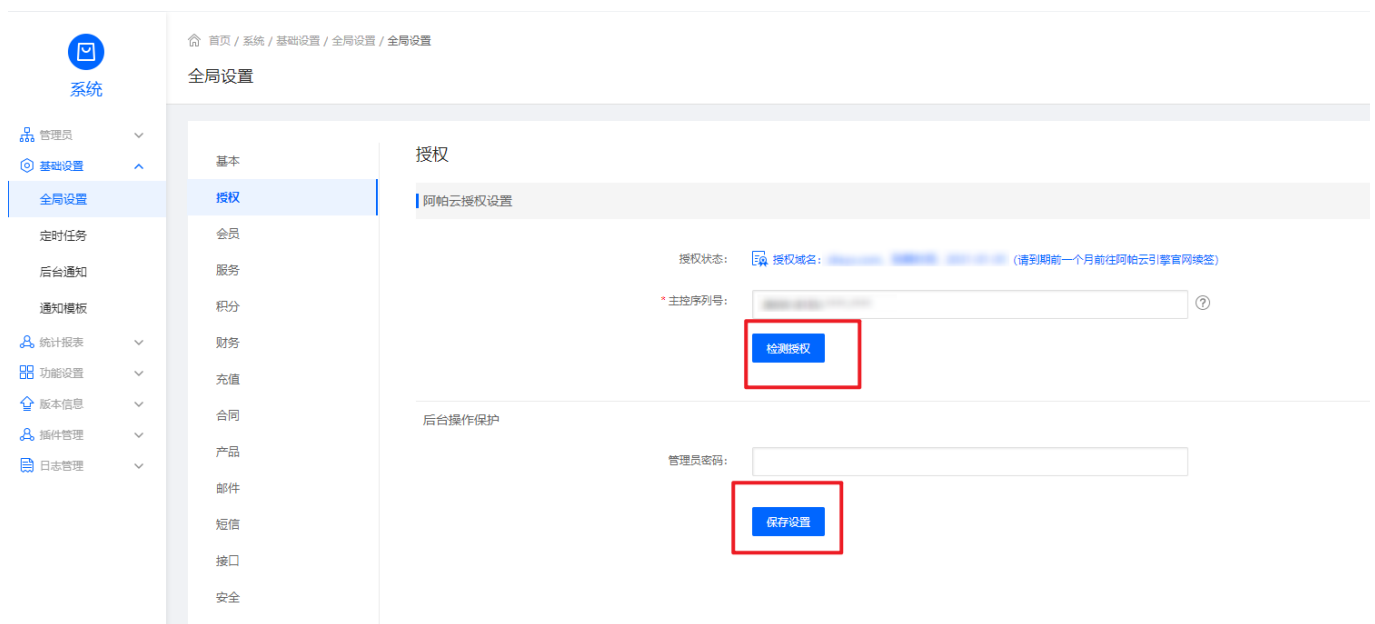 系统
管理员
基础设置
全局设置
定时任务
后台通知
通知模板
统计报表
功能设置
版本信息
插件管理
日志管理
首页 / 系统 / 基础设置 / 全局设置 / 全局设置
全局设置
基本
授权
会员
服务
积分
财务
充值
合同
产品
邮件
短信
接口
安全
授权
阿帕云授权设置
授权状态: 授权域名: (请到期前一个月前往阿帕云引擎官网续签)
* 主控序列号:
检测授权
后台操作保护
管理员密码:
保存设置